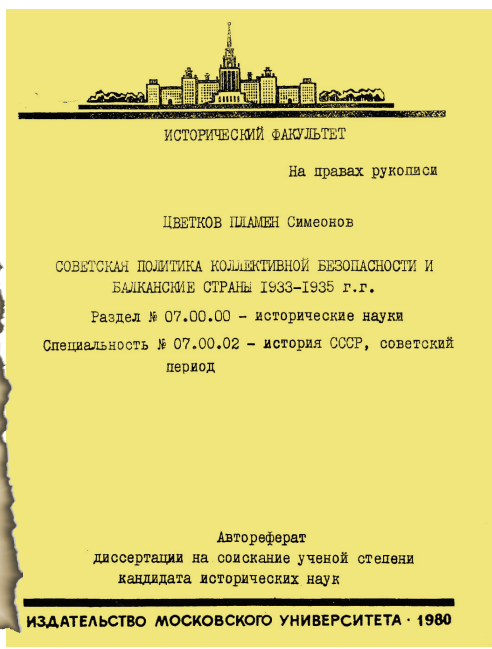 ИСТОРИЧЕСКИЙ ФАКУЛЬТЕТ
На правах рукописи
ЦВЕТКОВ ПЛАМЕН Симеонов
СОВЕТСКАЯ ПОЛИТИКА КОЛЛЕКТИВНОЙ БЕЗОПАСНОСТИ И
БАЛКАНСКИЕ СТРАНЫ 1933-1935 г.г.
Раздел № 07.00.00 - исторические науки
Специальность № 07.00.02 - история СССР, советский
период
Автореферат
диссертации на соискание ученой степени
кандидата исторических наук
ИЗДАТЕЛЬСТВО МОСКОВСКОГО УНИВЕРСИТЕТА · 1980